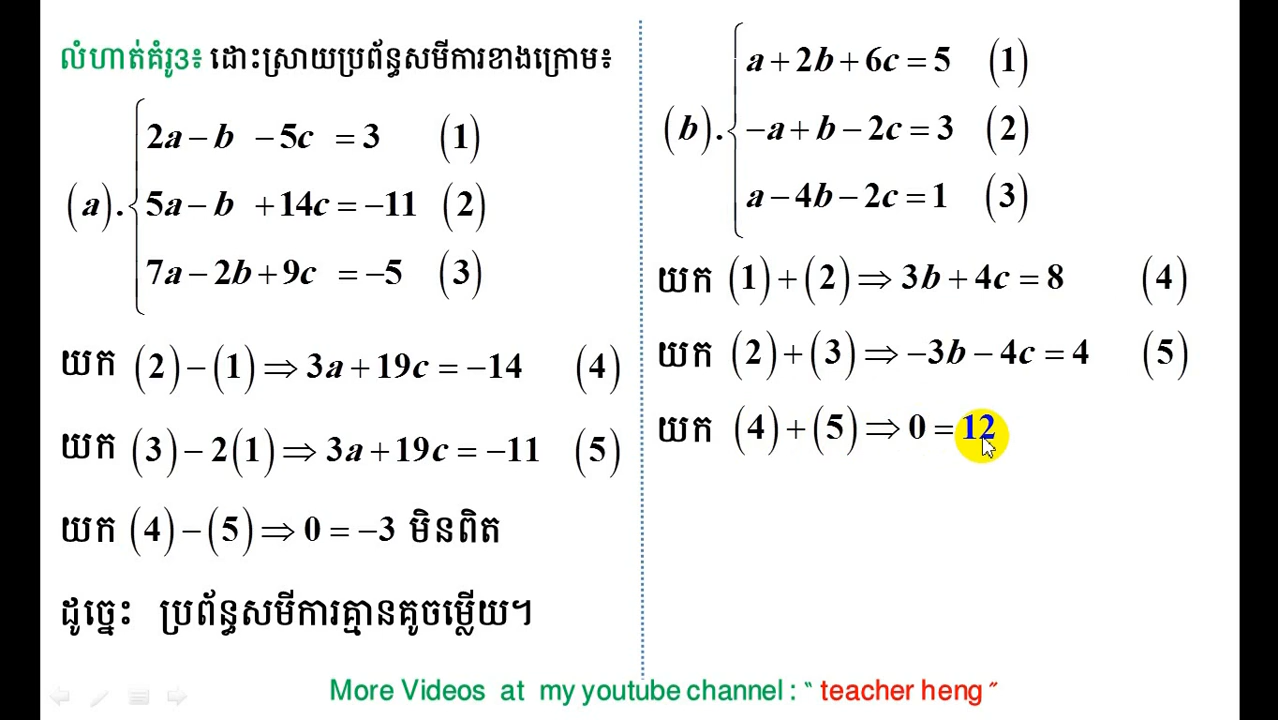 លំហាត់គំរូ3៖ ដោះស្រាយប្រព័ន្ធសមីការខាងក្រោម៖
2a − b − 5c = 3 (1)
(a). 5a − b + 14c = −11 (2)
7a − 2b + 9c = −5 (3)
យក (2) − (1) ⇒ 3a + 19c = −14 (4)
យក (3) − 2(1) ⇒ 3a + 19c = −11 (5)
យក (4) − (5) ⇒ 0 = −3 មិនពិត
ដូច្នេះ ប្រព័ន្ធសមីការគ្មានគូចម្លើយ។
a + 2b + 6c = 5 (1)
(b). −a + b − 2c = 3 (2)
a − 4b − 2c = 1 (3)
យក (1) + (2) ⇒ 3b + 4c = 8 (4)
យក (2) + (3) ⇒ −3b − 4c = 4 (5)
យក (4) + (5) ⇒ 0 = 12
More Videos at my youtube channel : “ teacher heng ”